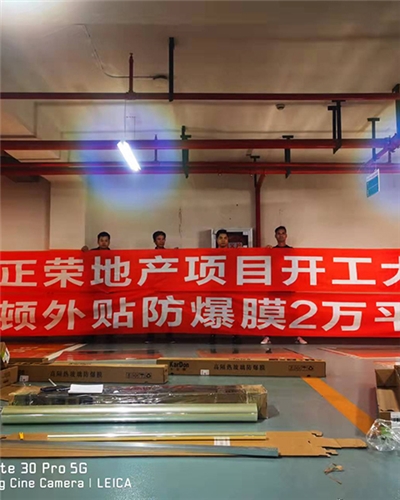 正荣地产项目开工大
顿外贴防爆膜2万平
te 30 Pro 5G
g Cine Camera | LEICA